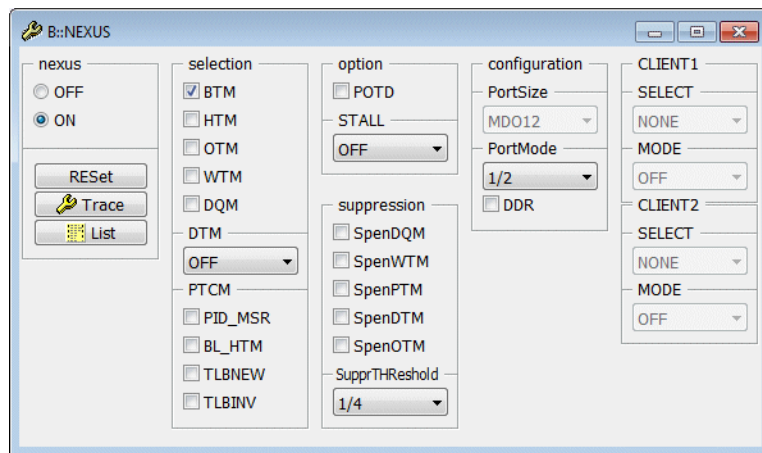 B::NEXUS
nexus
OFF
ON
RESet
Trace
List
selection
BTM
HTM
OTM
WTM
DQM
DTM
OFF
PTCM
PID_MSR
BL_HTM
TLBNEW
TLBINV
option
POTD
STALL
OFF
suppression
SpenDQM
SpenWTM
SpenPTM
SpenDTM
SpenOTM
SupprTHReshold
1/4
configuration
PortSize
MDO12
PortMode
1/2
DDR
CLIENT1
SELECT
NONE
MODE
OFF
CLIENT2
SELECT
NONE
MODE
OFF